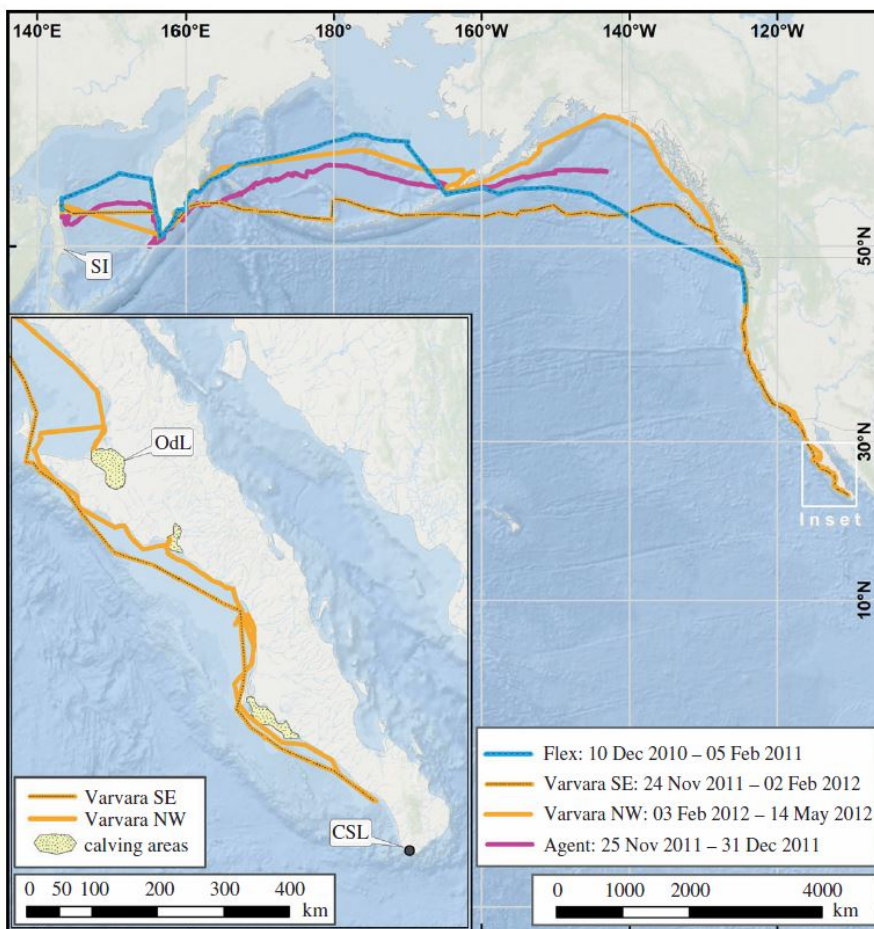 140°E 160°E 180° 160°W 140°W 120°W
50°N
SI
30°N
Inset
10°N
OdL
CSL
Varvara SE
Varvara NW
calving areas
0 50 100 200 300 400
km
Flex: 10 Dec 2010 – 05 Feb 2011
Varvara SE: 24 Nov 2011 – 02 Feb 2012
Varvara NW: 03 Feb 2012 – 14 May 2012
Agent: 25 Nov 2011 – 31 Dec 2011
0 1000 2000 4000
km